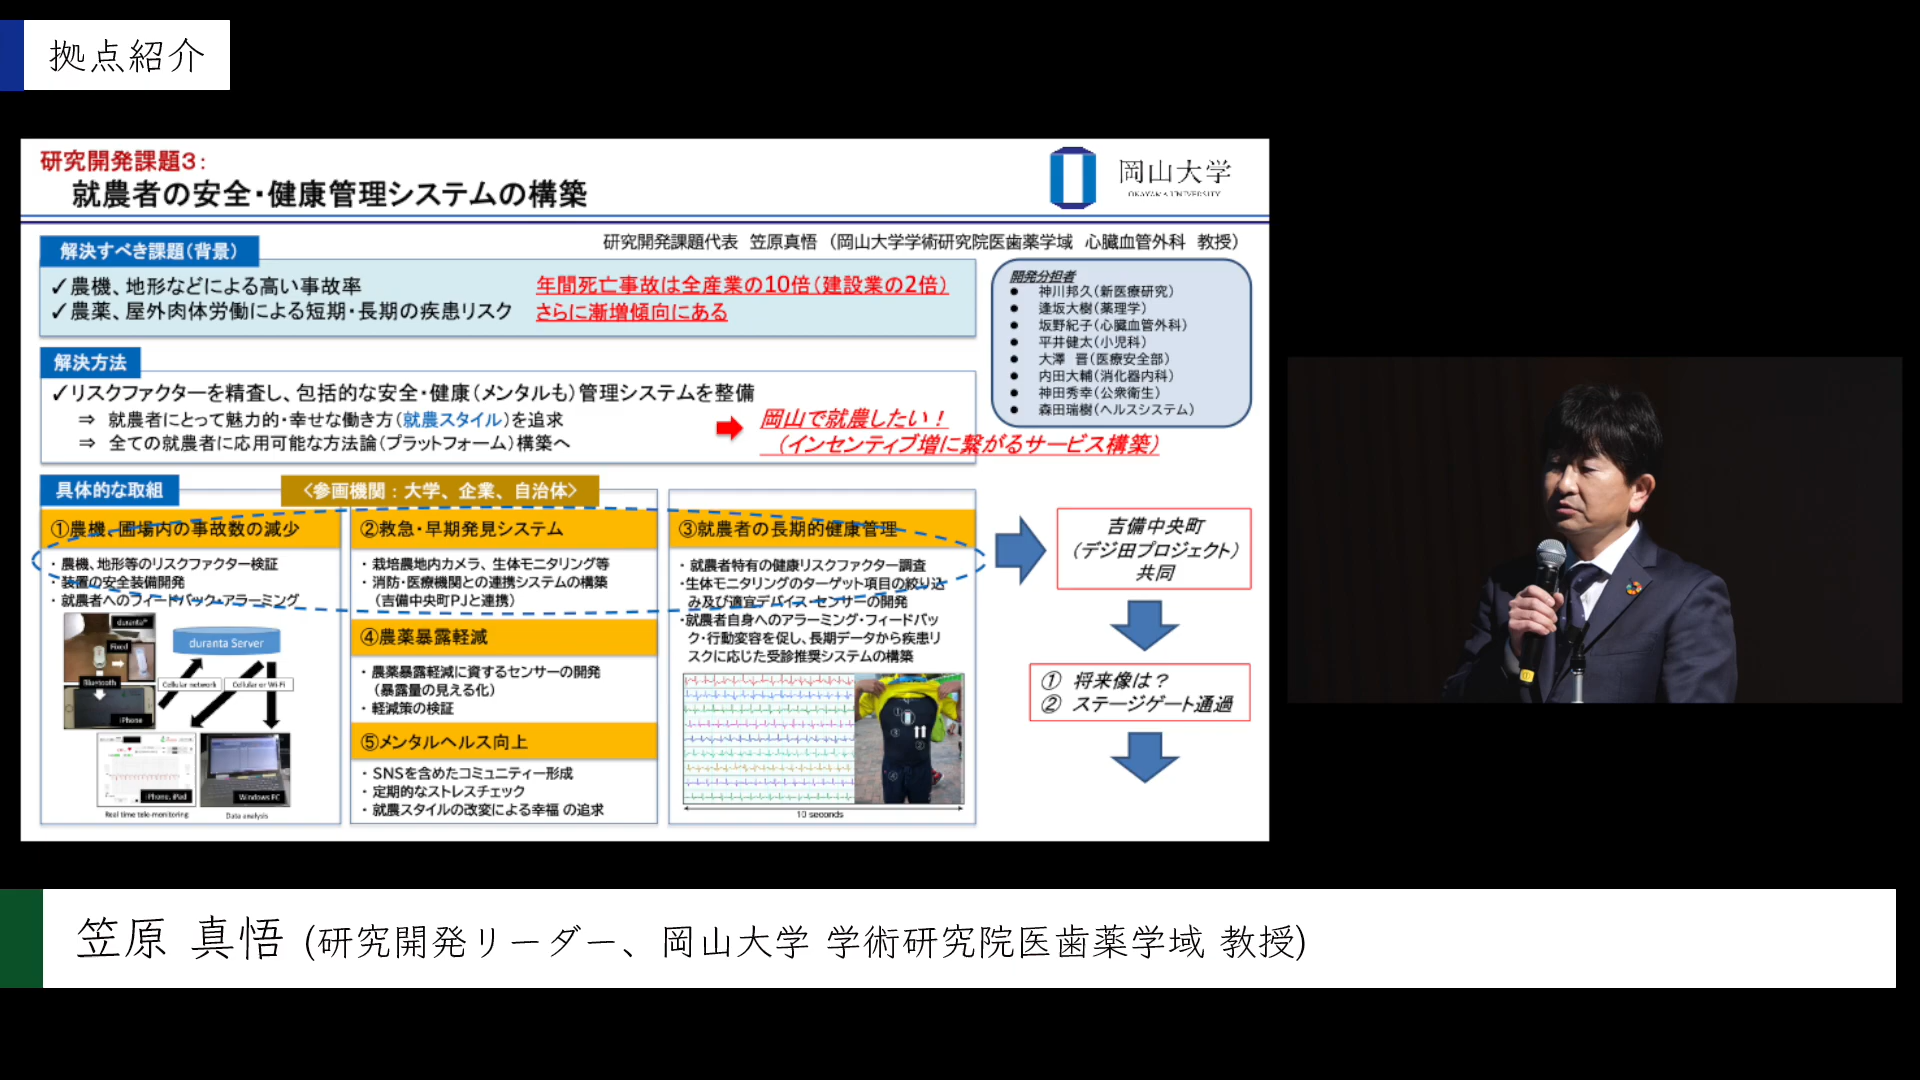 拠点紹介
研究開発課題3:
就農者の安全・健康管理システムの構築
岡山大学
OKAYAMA UNIVERSITY
研究開発課題代表 笠原真悟 (岡山大学学術研究院医歯薬学域 心臓血管外科 教授)
解決すべき課題(背景)
✓農機、地形などによる高い事故率 年間死亡事故は全産業の10倍(建設業の2倍)
✓農薬、屋外肉体労働による短期・長期の疾患リスク さらに漸増傾向にある
開発分担者
● 神川邦久(新医療研究)
● 逢坂大樹(薬理学)
● 坂野紀子(心臓血管外科)
● 平井健太(小児科)
● 大澤 晋(医療安全部)
● 内田大輔(消化器内科)
● 神田秀幸(公衆衛生)
● 森田瑞樹(ヘルスシステム)
解決方法
✓リスクファクターを精査し、包括的な安全・健康(メンタルも)管理システムを整備
⇒ 就農者にとって魅力的・幸せな働き方(就農スタイル)を追求
⇒ 全ての就農者に応用可能な方法論(プラットフォーム)構築へ
岡山で就農したい!
(インセンティブ増に繋がるサービス構築)
具体的な取組
<参画機関:大学、企業、自治体>
①農機、圃場内の事故数の減少
・農機、地形等のリスクファクター検証
・装置の安全装備開発
・就農者へのフィードバック・アラーミング
duranta
Fixed
Bluetooth
iPhone
duranta Server
Cellular network
Cellular or Wi-Fi
iPhone, iPad
Windows PC
Real time tele-monitoring
Data analysis
②救急・早期発見システム
・栽培農地内カメラ、生体モニタリング等
・消防・医療機関との連携システムの構築
(吉備中央町PJと連携)
④農薬暴露軽減
・農薬暴露軽減に資するセンサーの開発
(暴露量の見える化)
・軽減策の検証
⑤メンタルヘルス向上
・SNSを含めたコミュニティー形成
・定期的なストレスチェック
・就農スタイルの改変による幸福 の追求
③就農者の長期的健康管理
・就農者特有の健康リスクファクター調査
・生体モニタリングのターゲット項目の絞り込
み及び適宜デバイス・センサーの開発
・就農者自身へのアラーミング・フィードバッ
ク・行動変容を促し、長期データから疾患リ
スクに応じた受診推奨システムの構築
10 seconds
吉備中央町
(デジ田プロジェクト)
共同
① 将来像は?
② ステージゲート通過
笠原 真悟 (研究開発リーダー、岡山大学 学術研究院医歯薬学域 教授)